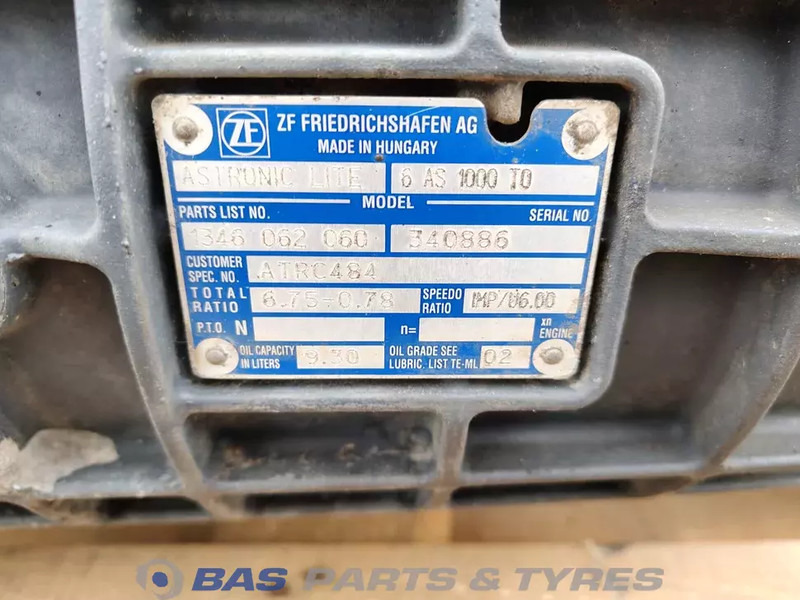 ZF
ZF FRIEDRICHSHAFEN AG
MADE IN HUNGARY
ASTRONIC LITE 6 AS 1000 TO
MODEL
PARTS LIST NO. SERIAL NO.
1346 062 060 340886
CUSTOMER SPEC. NO. ATRC484
TOTAL RATIO 6.75-0.78 SPEEDO RATIO IMP/U6.00
P.T.O. N n= xn ENGINE
OIL CAPACITY IN LITERS 9.30 OIL GRADE SEE LUBRIC. LIST TE-ML 02
BAS PARTS & TYRES